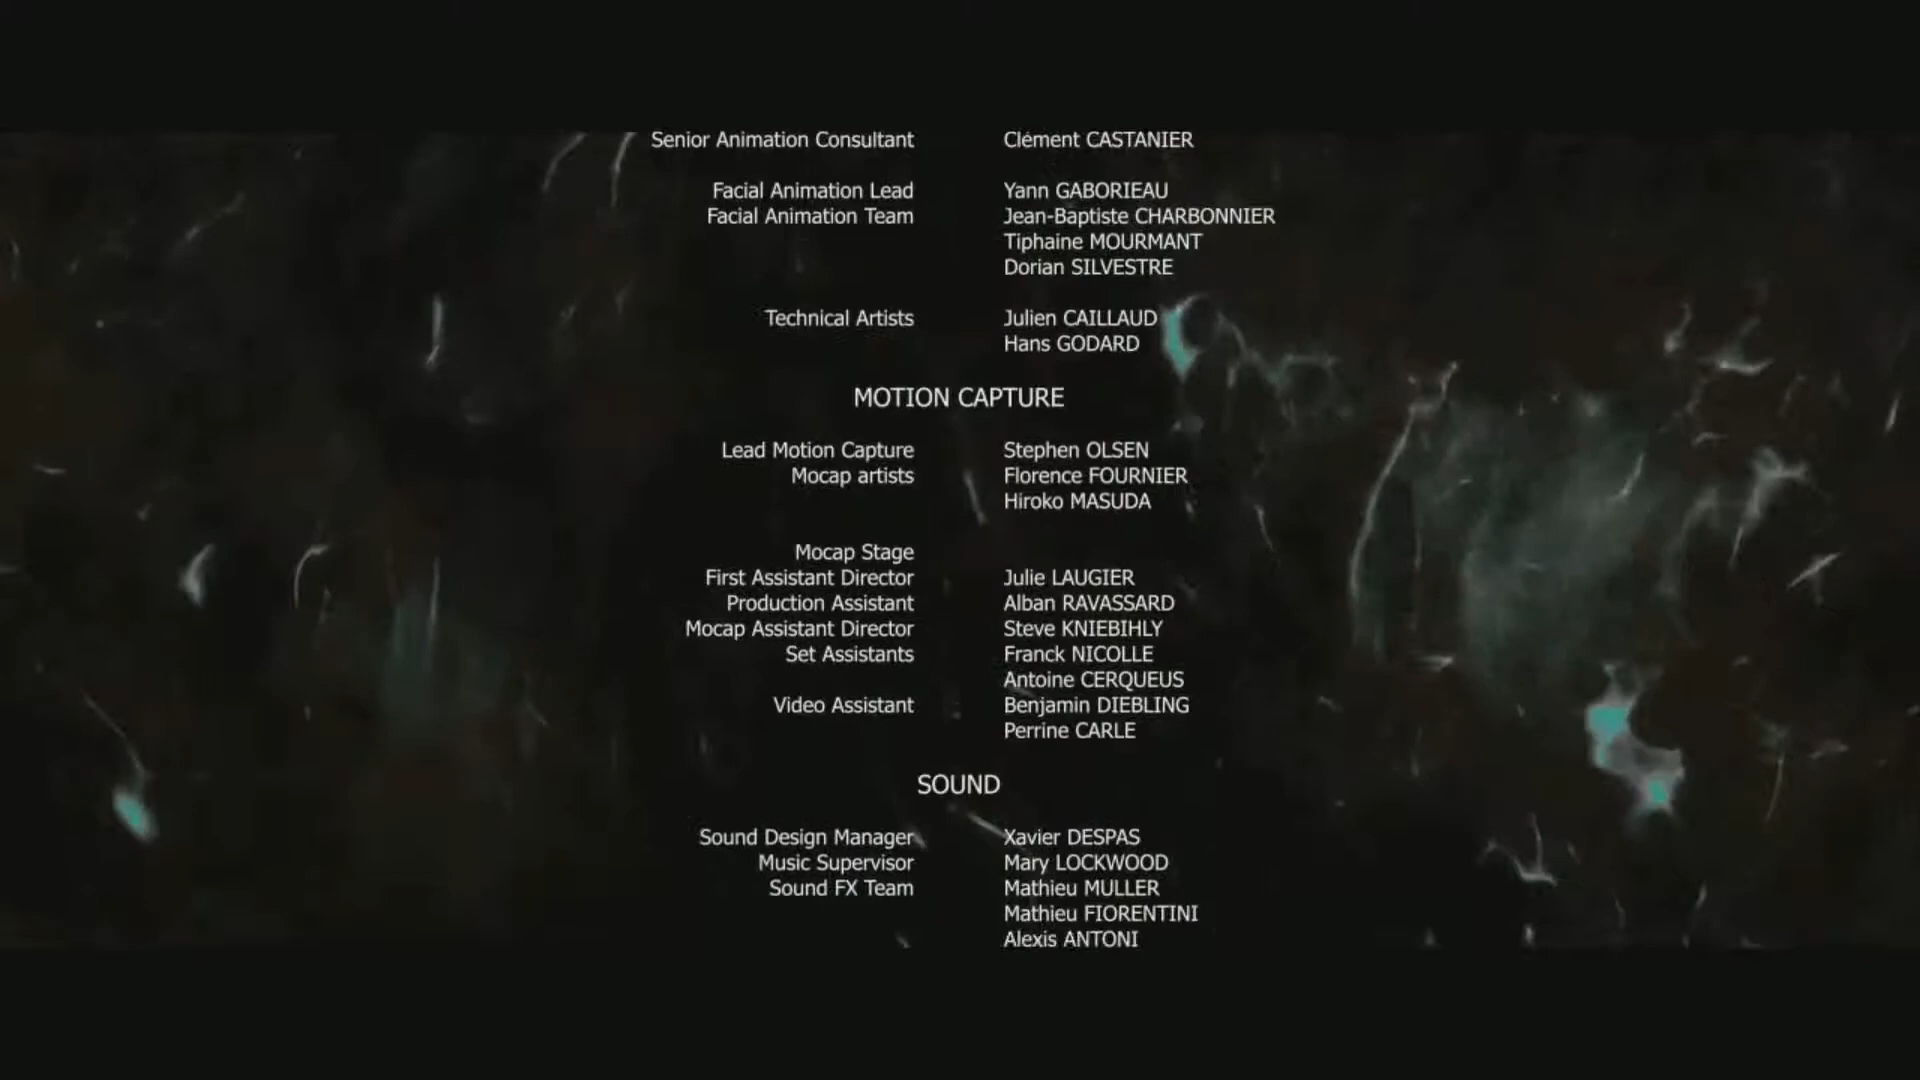 Senior Animation Consultant Clément CASTANIER
Facial Animation Lead Yann GABORIEAU
Facial Animation Team Jean-Baptiste CHARBONNIER
Tiphaine MOURMANT
Dorian SILVESTRE
Technical Artists Julien CAILLAUD
Hans GODARD
MOTION CAPTURE
Lead Motion Capture Stephen OLSEN
Mocap artists Florence FOURNIER
Hiroko MASUDA
Mocap Stage
First Assistant Director Julie LAUGIER
Production Assistant Alban RAVASSARD
Mocap Assistant Director Steve KNIEBIHLY
Set Assistants Franck NICOLLE
Antoine CERQUEUS
Video Assistant Benjamin DIEBLING
Perrine CARLE
SOUND
Sound Design Manager Xavier DESPAS
Music Supervisor Mary LOCKWOOD
Sound FX Team Mathieu MULLER
Mathieu FIORENTINI
Alexis ANTONI